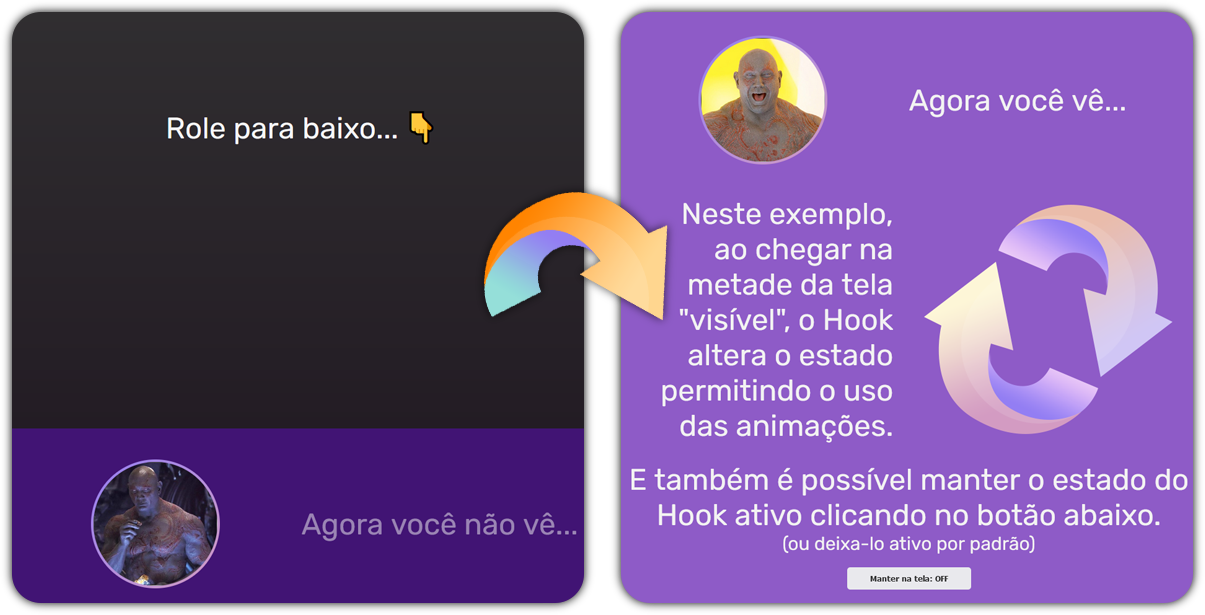 Role para baixo... 👇
Agora você não vê...
Agora você vê...
Neste exemplo,
ao chegar na
metade da tela
"visível", o Hook
altera o estado
permitindo o uso
das animações.
E também é possível manter o estado do
Hook ativo clicando no botão abaixo.
(ou deixa-lo ativo por padrão)
Manter na tela: OFF